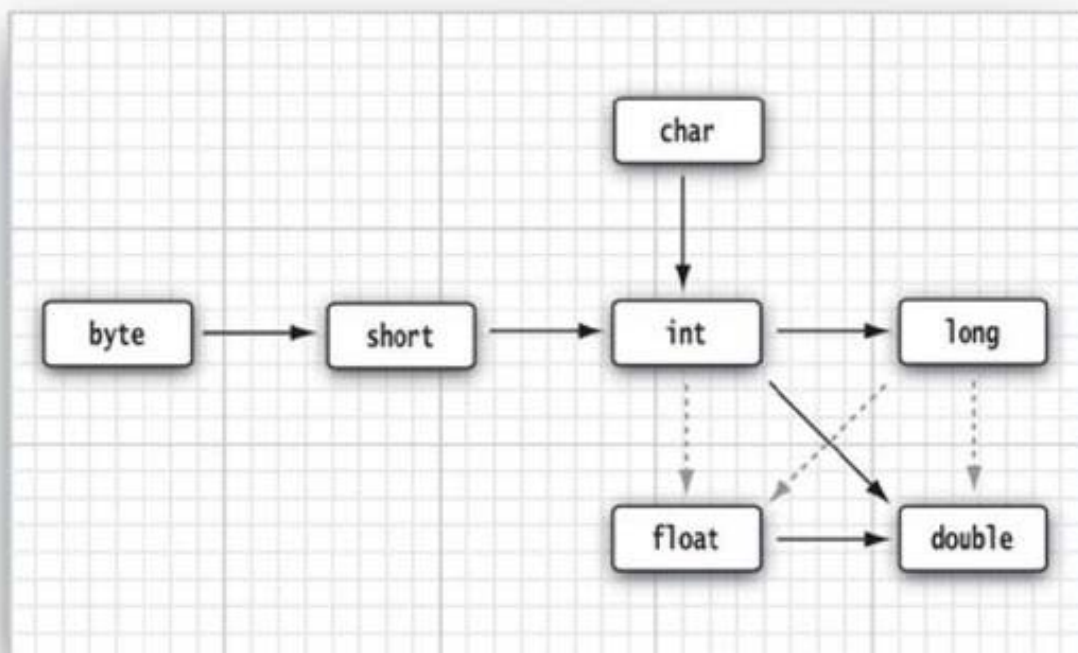 char
byte
short
int
long
float
double